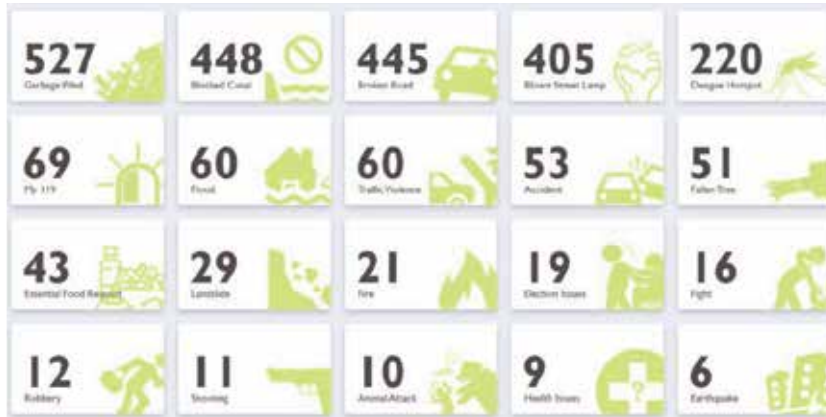 527
Garbage Piled
448
Blocked Canal
445
Broken Road
405
Blown Street Lamp
220
Dengue Hotspot
69
My 119
60
Flood
60
Traffic Violence
53
Accident
51
Fallen Tree
43
Essential Food Request
29
Landslide
21
Fire
19
Election Issues
16
Fight
12
Robbery
11
Shooting
10
Animal Attack
9
Health Issues
6
Earthquake